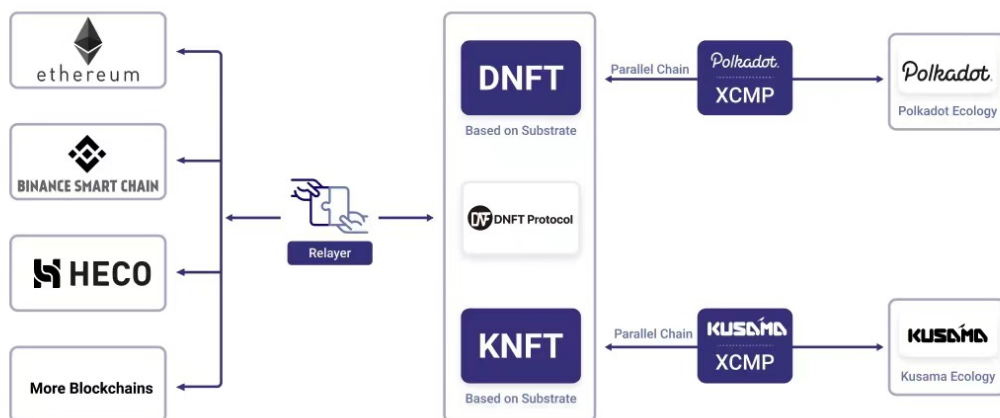 ethereum
BINANCE SMART CHAIN
HECO
More Blockchains
Relayer
DNFT
Based on Substrate
DNFT Protocol
KNFT
Based on Substrate
Parallel Chain
Polkadot.
XCMP
Polkadot.
Polkadot Ecology
Parallel Chain
KUSAMA
XCMP
KUSAMA
Kusama Ecology